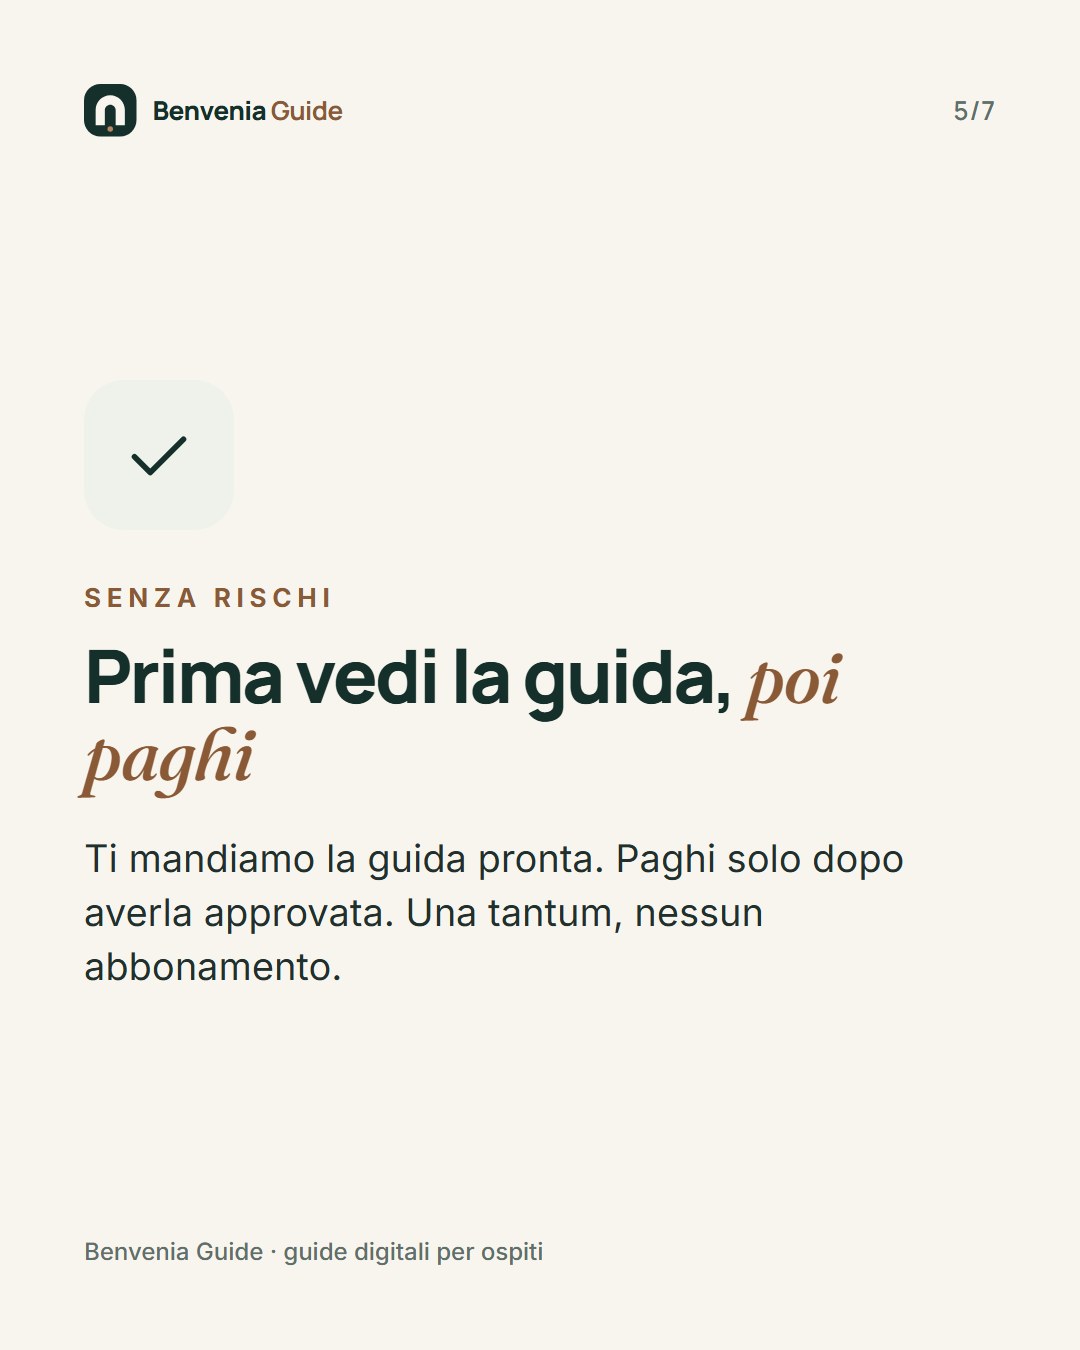 Benvenia Guide
5/7
SENZA RISCHI
Prima vedi la guida, poi
paghi
Ti mandiamo la guida pronta. Paghi solo dopo
averla approvata. Una tantum, nessun
abbonamento.
Benvenia Guide · guide digitali per ospiti